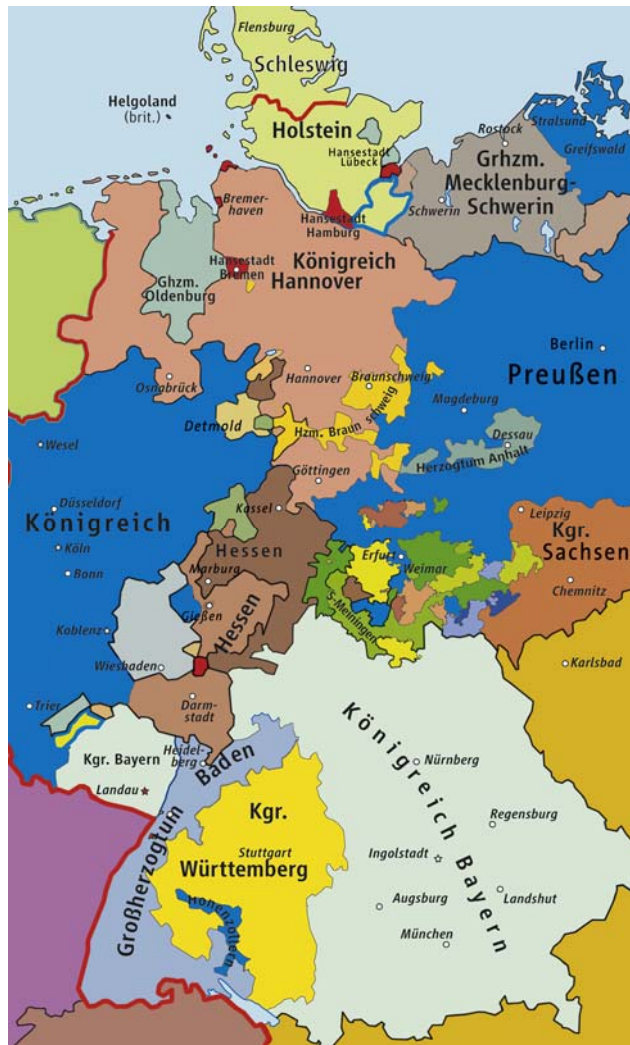 Flensburg
Schleswig
Helgoland
(brit.)
Holstein
Hansestadt
Lübeck
Rostock
Stralsund
Greifswald
Grhzm.
Mecklenburg-
Schwerin
Schwerin
Bremer-
haven
Hansestadt
Hamburg
Hansestadt
Bremen
Königreich
Hannover
Ghzm.
Oldenburg
Berlin
Preußen
Osnabrück
Hannover
Braunschweig
Magdeburg
Detmold
Hzm. Braunschweig
Dessau
Herzogtum Anhalt
Wesel
Göttingen
Düsseldorf
Königreich
Köln
Bonn
Kassel
Hessen
Marburg
Gießen
Hessen
Erfurt
Weimar
S-Meiningen
Leipzig
Kgr.
Sachsen
Chemnitz
Koblenz
Wiesbaden
Karlsbad
Trier
Darm-
stadt
Kgr. Bayern
Landau
Heidel-
berg
Großherzogtum Baden
Königreich Bayern
Nürnberg
Kgr.
Württemberg
Stuttgart
Regensburg
Ingolstadt
Hohenzollern
Augsburg
Landshut
München